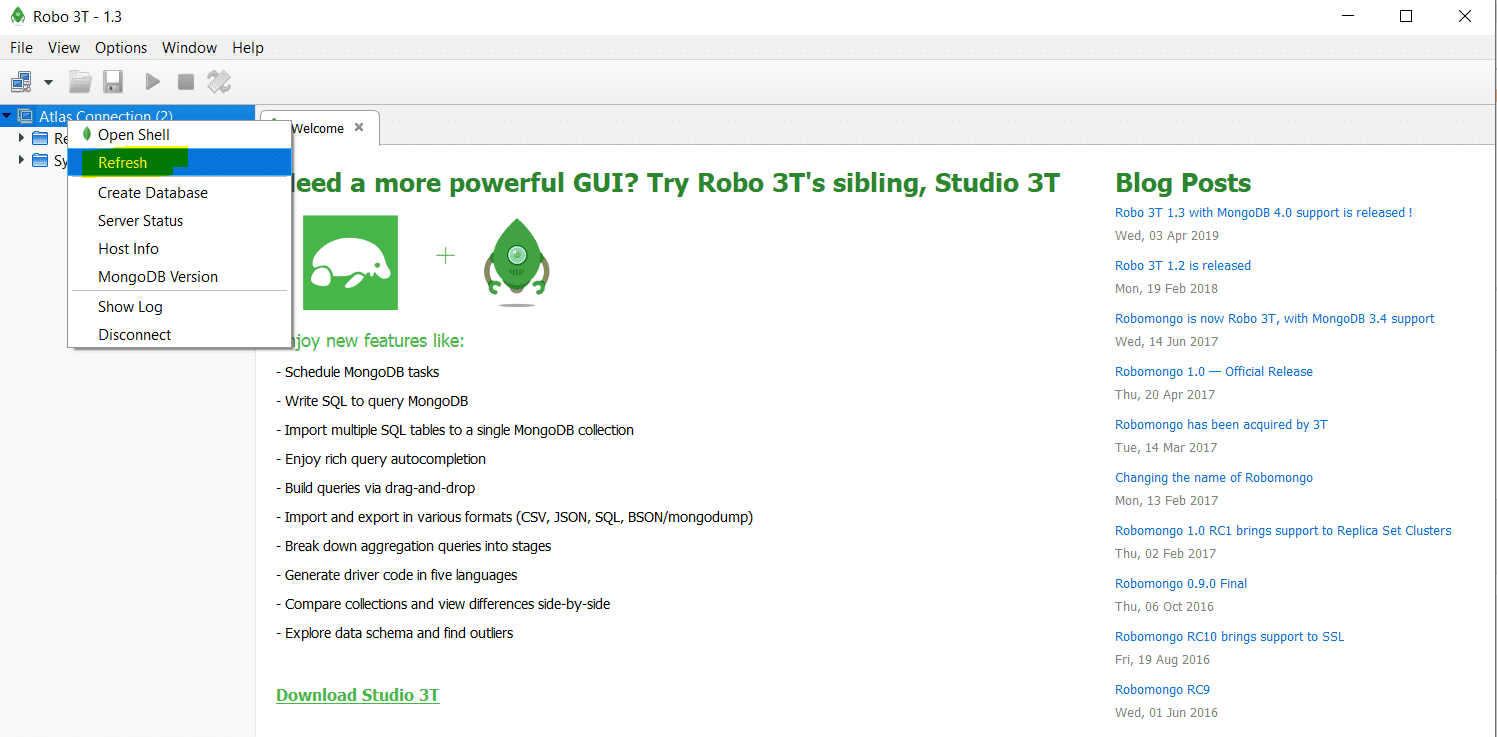 Robo 3T - 1.3
File View Options Window Help
Atlas Connection (2)
Welcome
Re
Sy
Open Shell
Refresh
Create Database
Server Status
Host Info
MongoDB Version
Show Log
Disconnect
eed a more powerful GUI? Try Robo 3T's sibling, Studio 3T
+
njoy new features like:
- Schedule MongoDB tasks
- Write SQL to query MongoDB
- Import multiple SQL tables to a single MongoDB collection
- Enjoy rich query autocompletion
- Build queries via drag-and-drop
- Import and export in various formats (CSV, JSON, SQL, BSON/mongodump)
- Break down aggregation queries into stages
- Generate driver code in five languages
- Compare collections and view differences side-by-side
- Explore data schema and find outliers
Download Studio 3T
Blog Posts
Robo 3T 1.3 with MongoDB 4.0 support is released !
Wed, 03 Apr 2019
Robo 3T 1.2 is released
Mon, 19 Feb 2018
Robomongo is now Robo 3T, with MongoDB 3.4 support
Wed, 14 Jun 2017
Robomongo 1.0 — Official Release
Thu, 20 Apr 2017
Robomongo has been acquired by 3T
Tue, 14 Mar 2017
Changing the name of Robomongo
Mon, 13 Feb 2017
Robomongo 1.0 RC1 brings support to Replica Set Clusters
Thu, 02 Feb 2017
Robomongo 0.9.0 Final
Thu, 06 Oct 2016
Robomongo RC10 brings support to SSL
Fri, 19 Aug 2016
Robomongo RC9
Wed, 01 Jun 2016